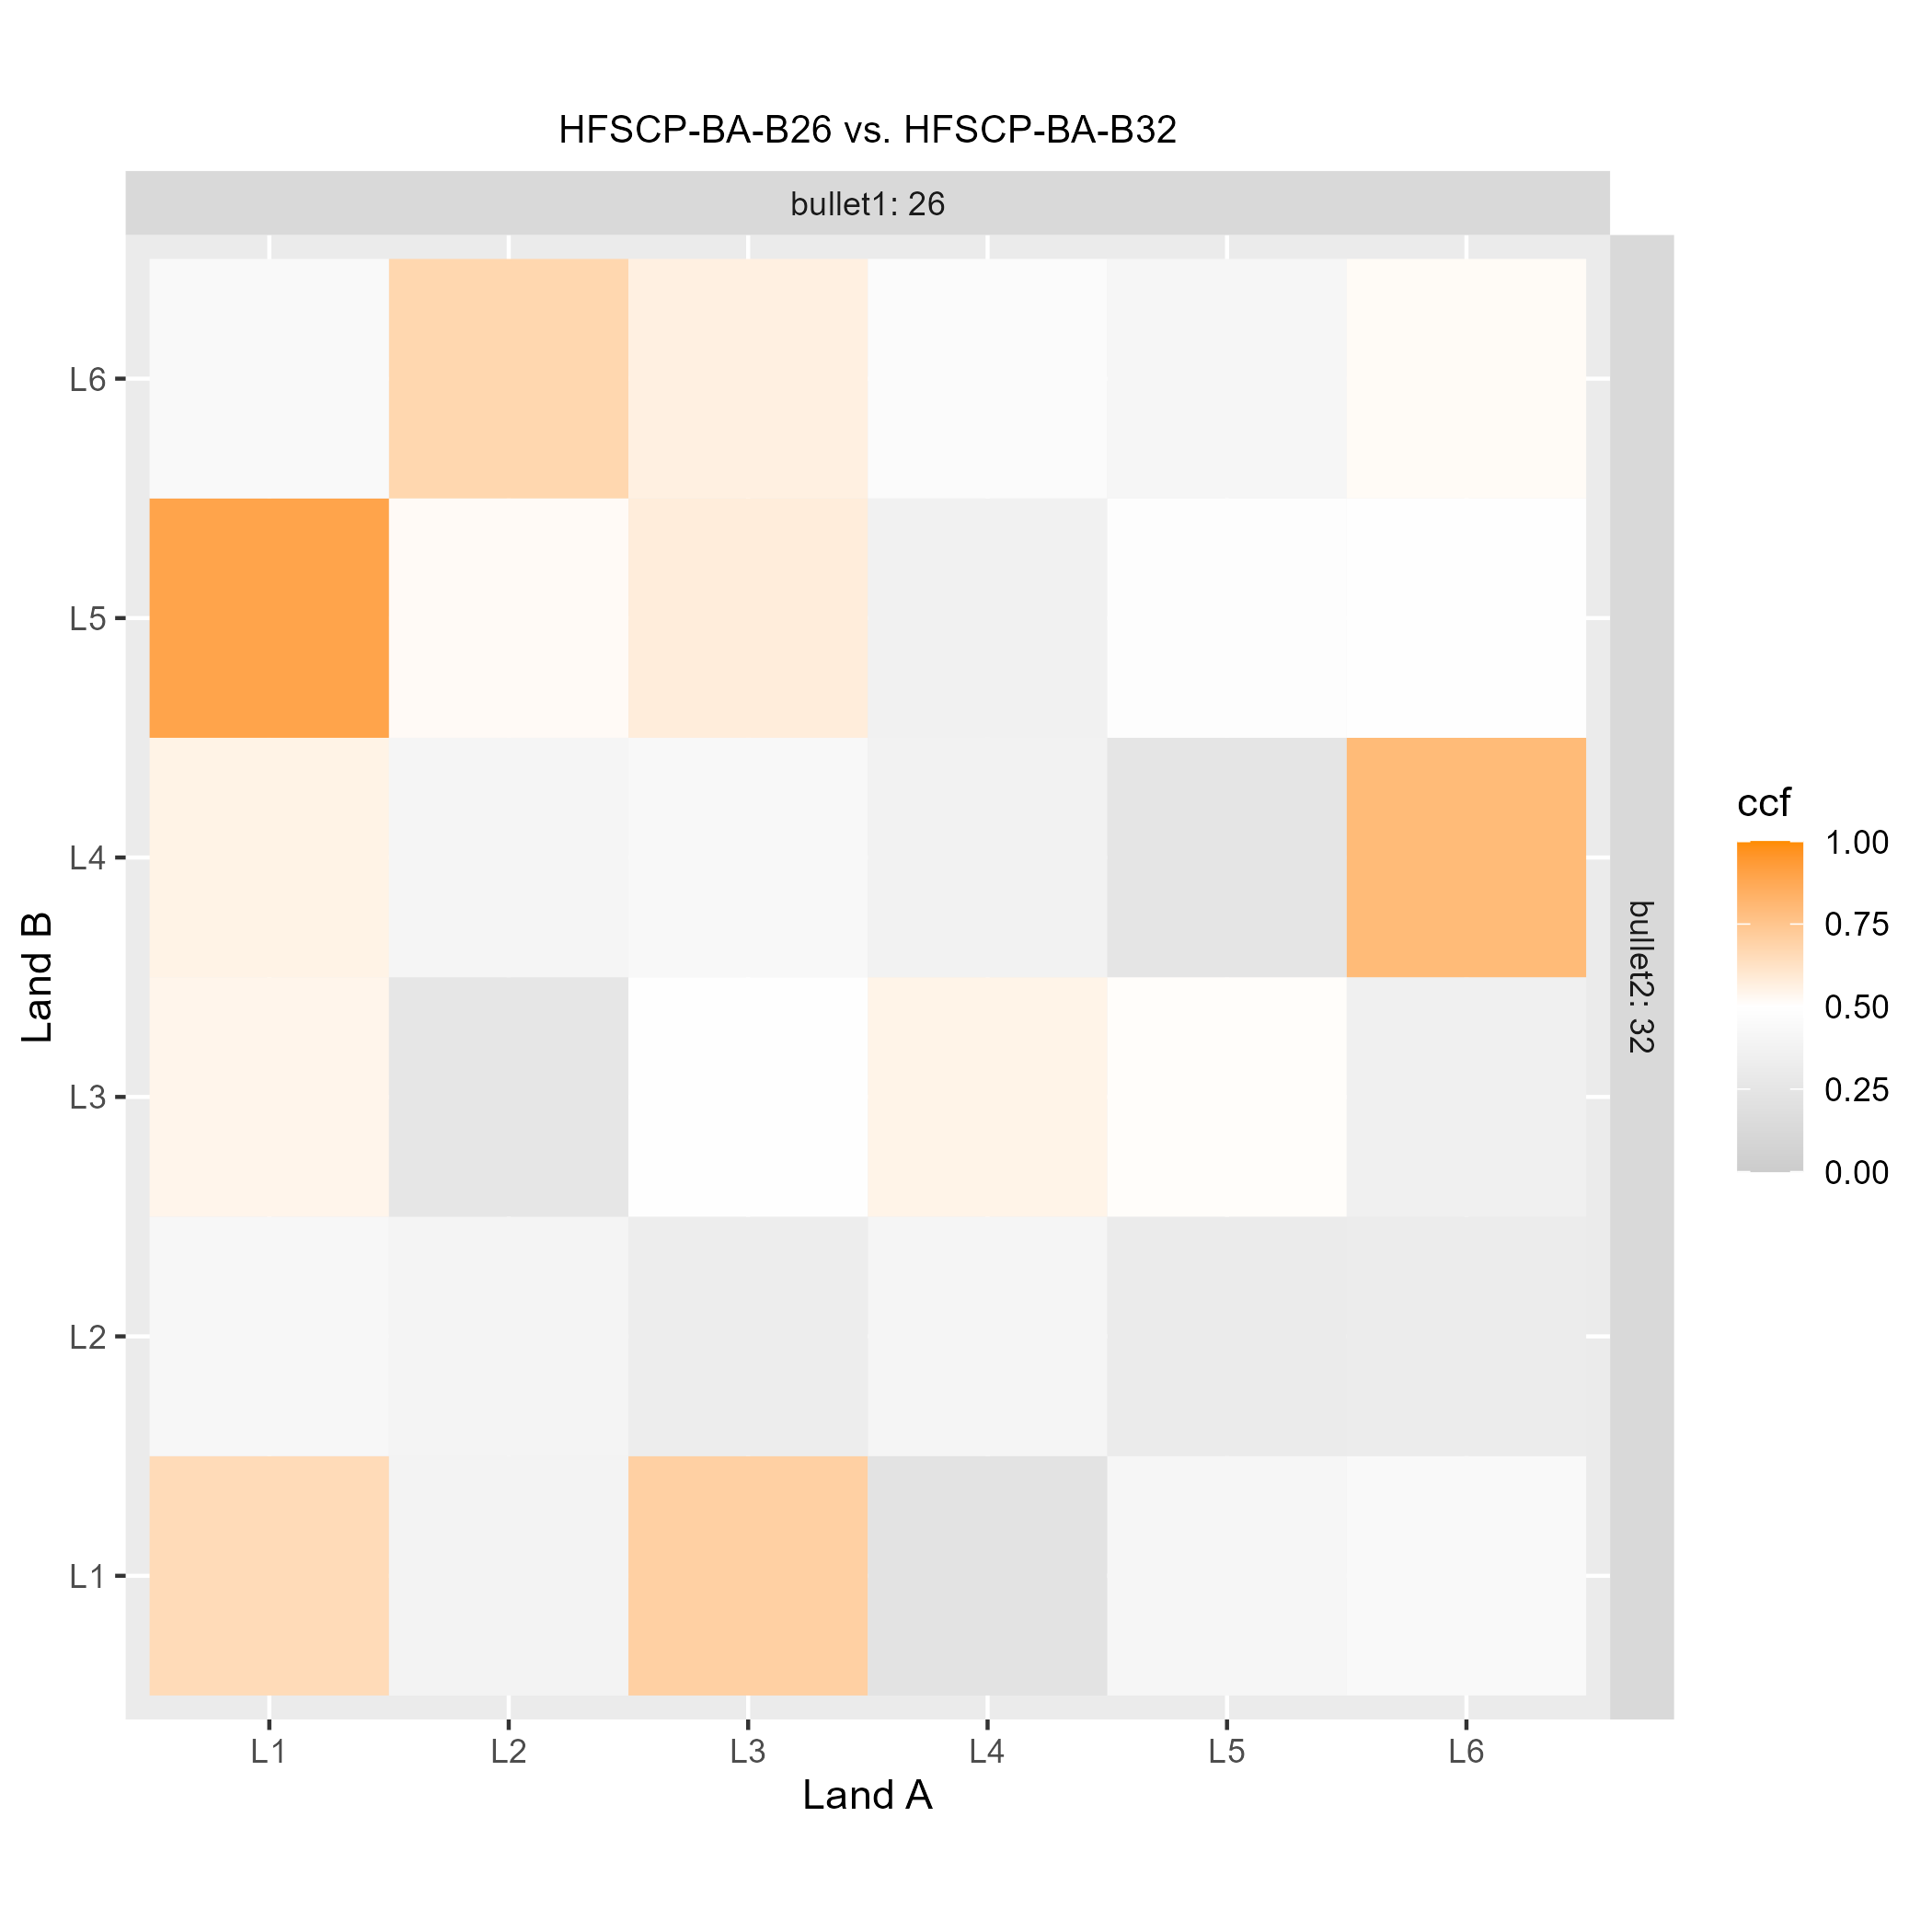 HFSCP-BA-B26 vs. HFSCP-BA-B32
bullet1: 26
L6
L5
L4
L3
L2
L1
Land B
bullet2: 32
L1 L2 L3 L4 L5 L6
Land A
ccf
1.00
0.75
0.50
0.25
0.00